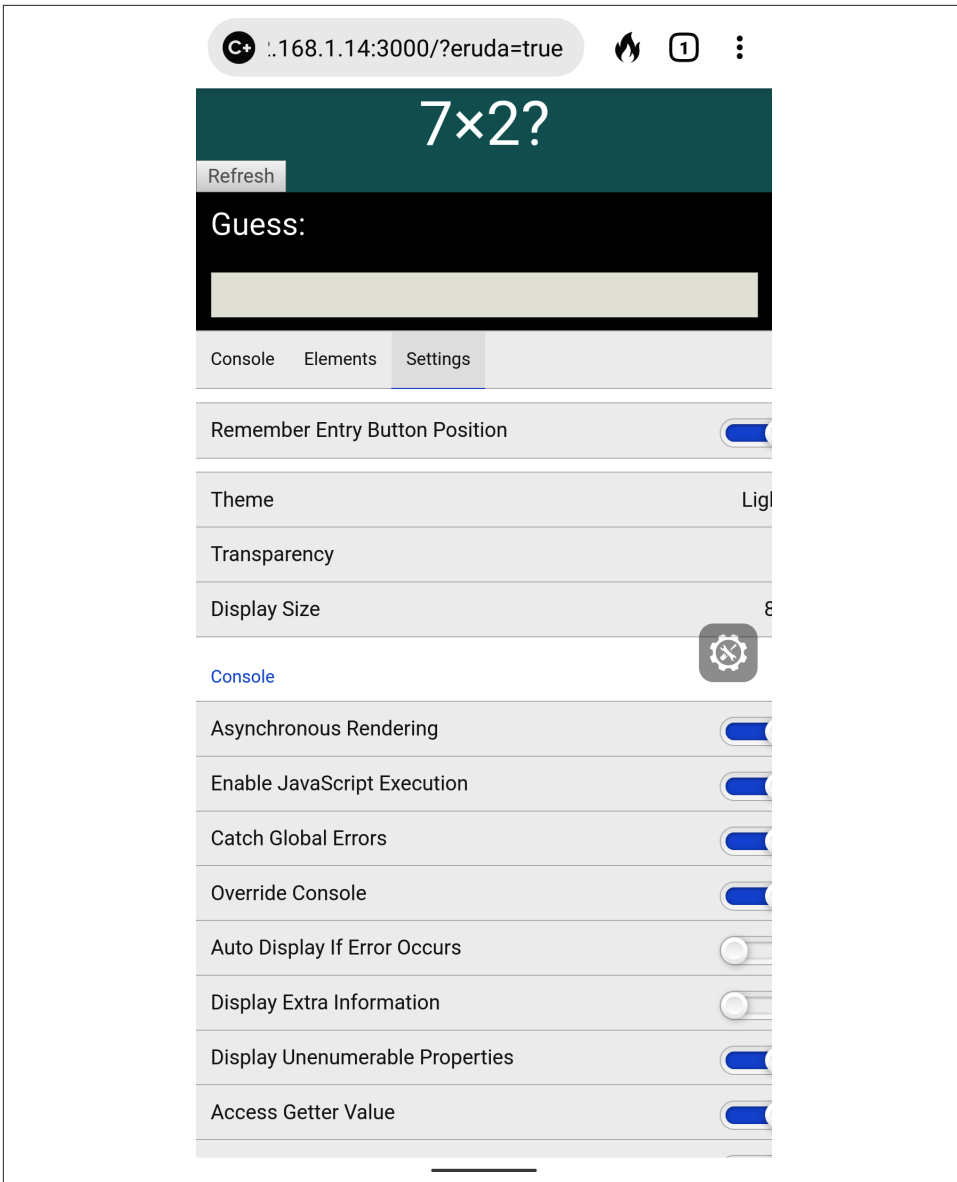 C+ .168.1.14:3000/?eruda=true 1
7×2?
Refresh
Guess:
Console Elements Settings
Remember Entry Button Position
Theme Ligh
Transparency
Display Size 8
Console
Asynchronous Rendering
Enable JavaScript Execution
Catch Global Errors
Override Console
Auto Display If Error Occurs
Display Extra Information
Display Unenumerable Properties
Access Getter Value